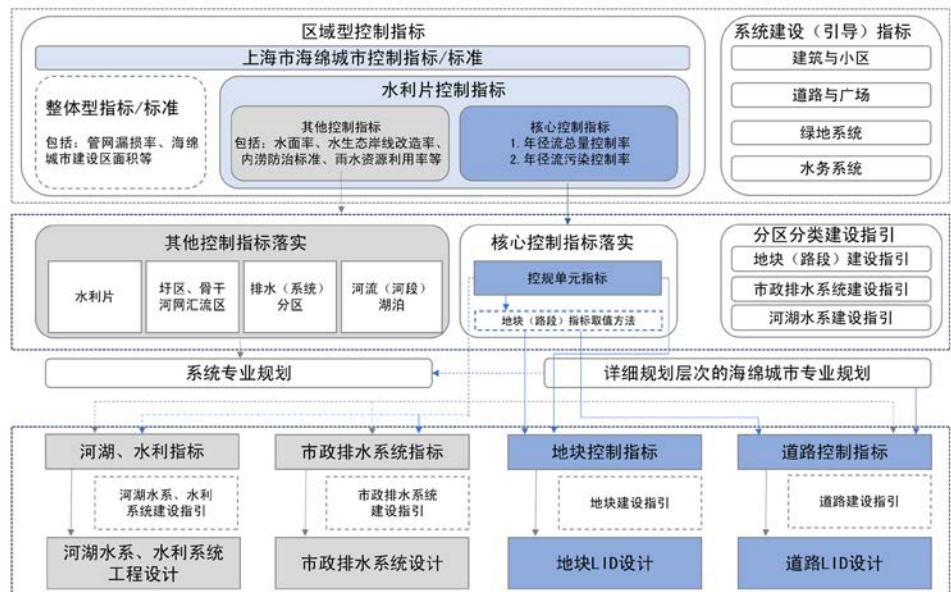 区域型控制指标
上海市海绵城市控制指标/标准
整体型指标/标准
包括：管网漏损率、海绵
城市建设区面积等
水利片控制指标
其他控制指标
包括：水面率、水生态岸线改造率、
内涝防治标准、雨水资源利用率等
核心控制指标
1. 年径流总量控制率
2. 年径流污染控制率
系统建设（引导）指标
建筑与小区
道路与广场
绿地系统
水务系统
其他控制指标落实
水利片
圩区、骨干
河网汇流区
排水（系统）
分区
河流（河段）
湖泊
核心控制指标落实
控规单元指标
地块（路段）指标取值方法
分区分类建设指引
地块（路段）建设指引
市政排水系统建设指引
河湖水系建设指引
系统专业规划
详细规划层次的海绵城市专业规划
河湖、水利指标
市政排水系统指标
地块控制指标
道路控制指标
河湖水系、水利
系统建设指引
市政排水系统
建设指引
地块建设指引
道路建设指引
河湖水系、水利系统
工程设计
市政排水系统设计
地块LID设计
道路LID设计